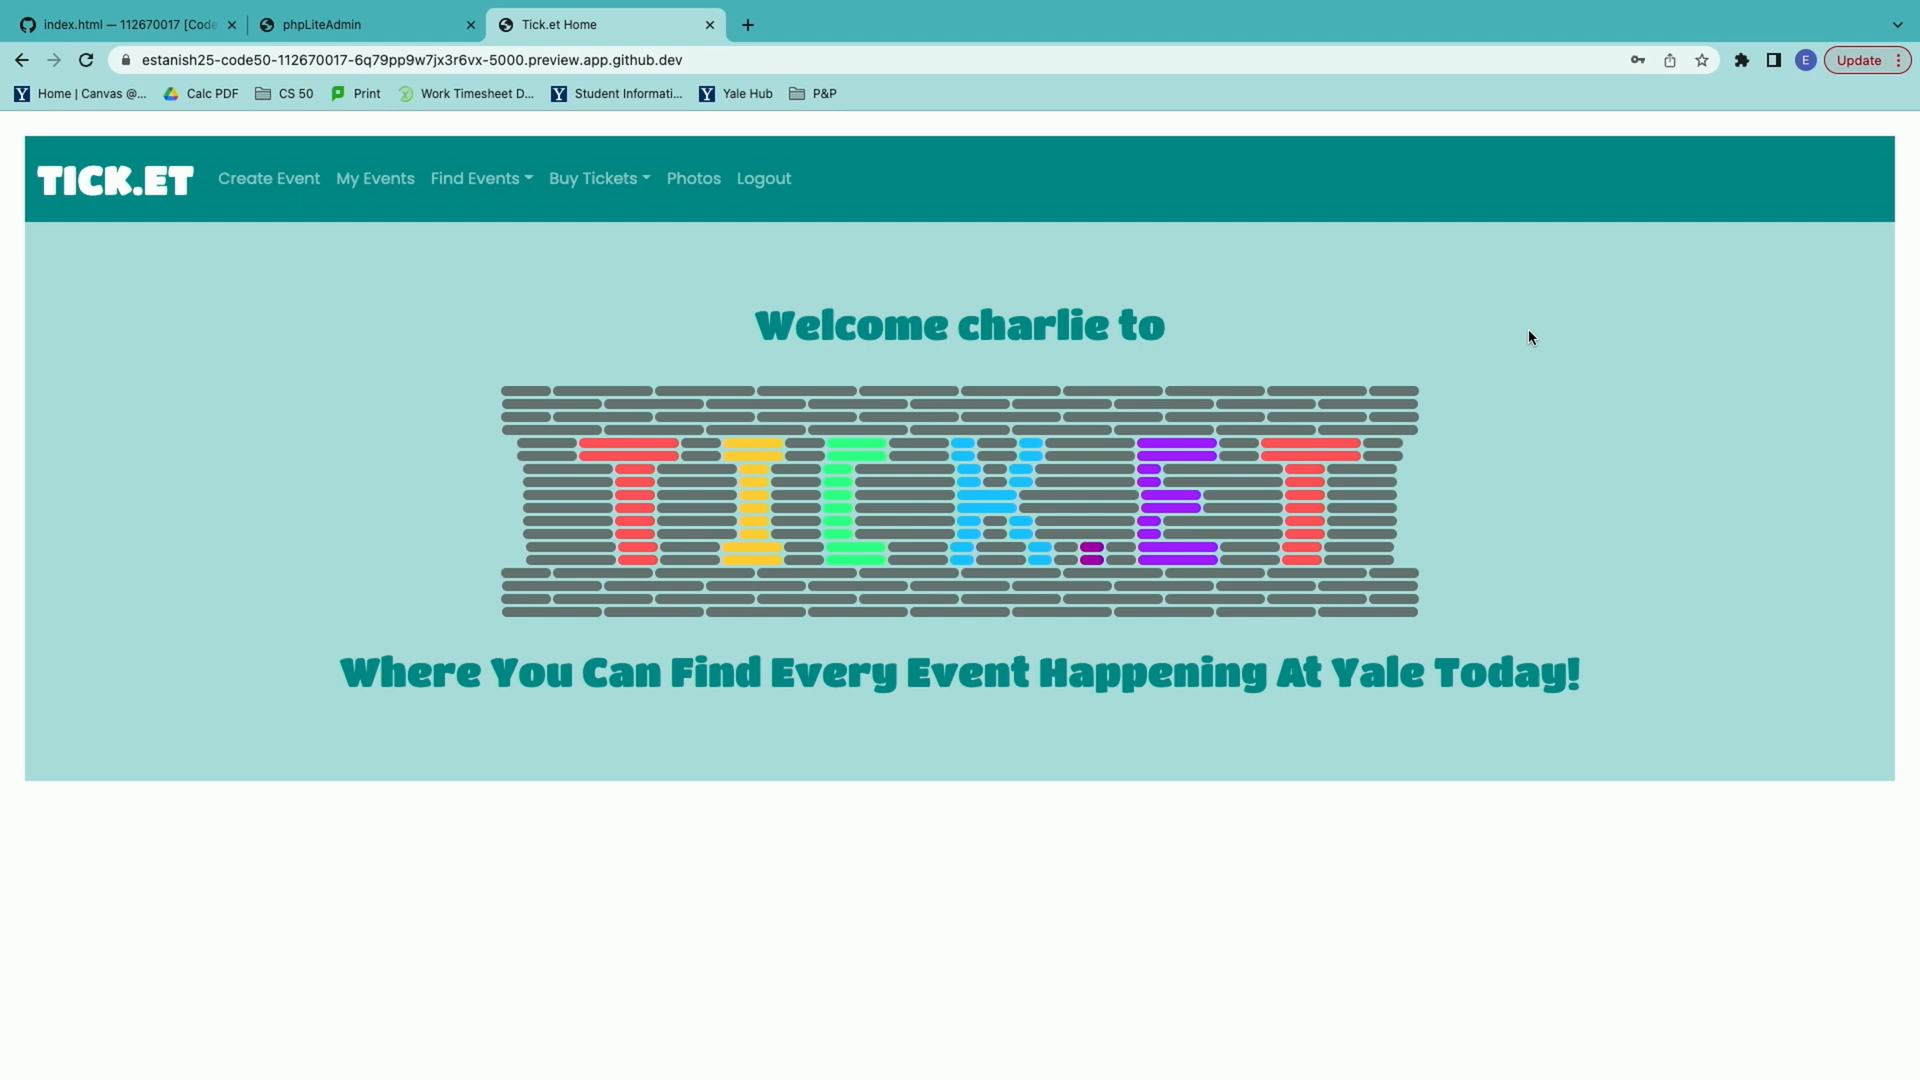 index.html — 112670017 [Code
phpLiteAdmin
Tick.et Home
estanish25-code50-112670017-6q79pp9w7jx3r6vx-5000.preview.app.github.dev
E
Update
Home | Canvas @...
Calc PDF
CS 50
Print
Work Timesheet D...
Student Informati...
Yale Hub
P&P
TICK.ET
Create Event
My Events
Find Events
Buy Tickets
Photos
Logout
Welcome charlie to
TICK.ET
Where You Can Find Every Event Happening At Yale Today!